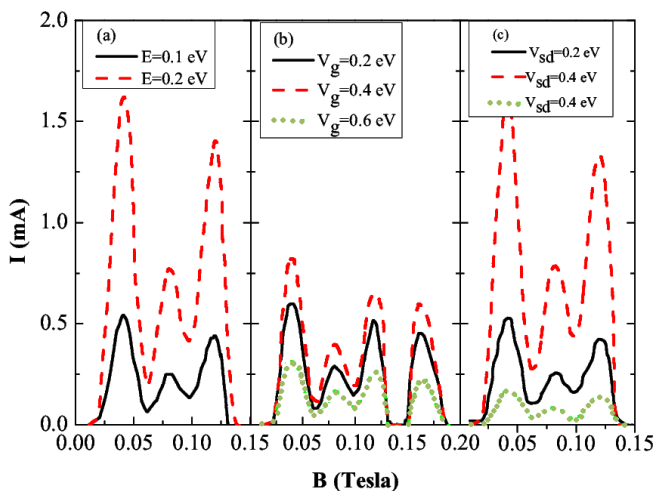 2.0
(a)
E=0.1 eV
E=0.2 eV
(b)
Vg=0.2 eV
Vg=0.4 eV
Vg=0.6 eV
(c)
Vsd=0.2 eV
Vsd=0.4 eV
Vsd=0.4 eV
1.5
1.0
0.5
0.0
I (mA)
0.00 0.05 0.10 0.15 0.05 0.10 0.15 0.20 0.05 0.10 0.15
B (Tesla)